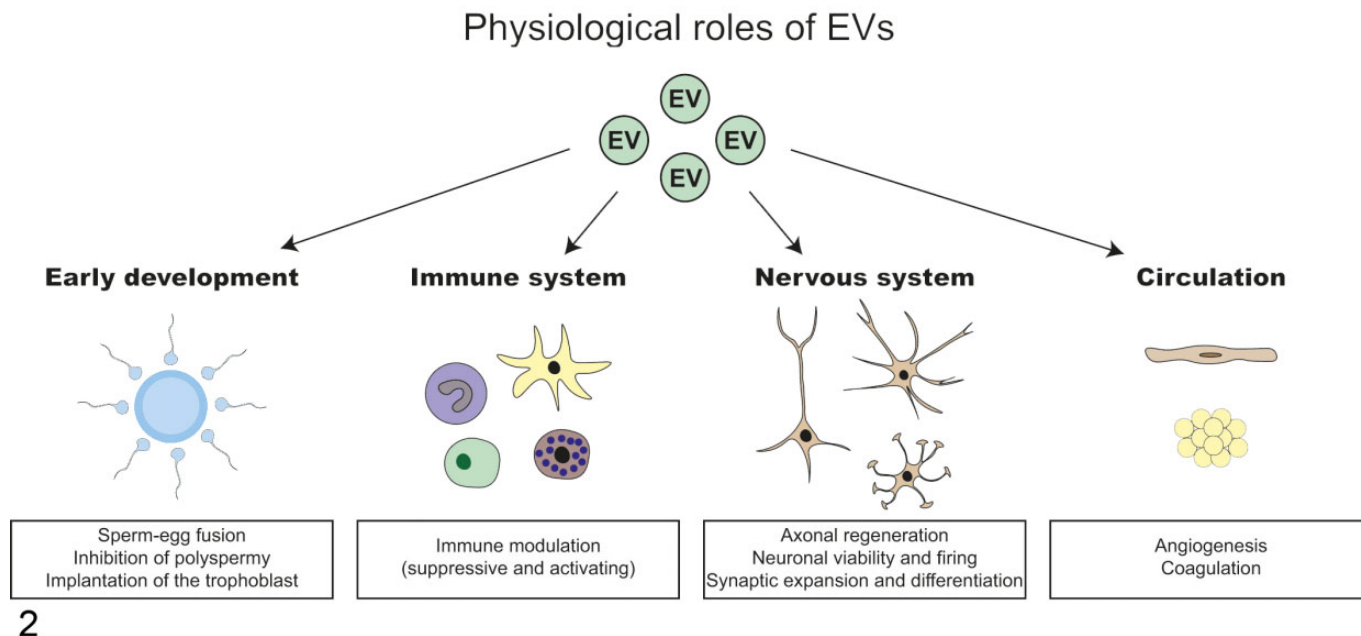 Physiological roles of EVs
EV
EV
EV
EV
Early development
Immune system
Nervous system
Circulation
Sperm-egg fusion
Inhibition of polyspermy
Implantation of the trophoblast
Immune modulation
(suppressive and activating)
Axonal regeneration
Neuronal viability and firing
Synaptic expansion and differentiation
Angiogenesis
Coagulation
2